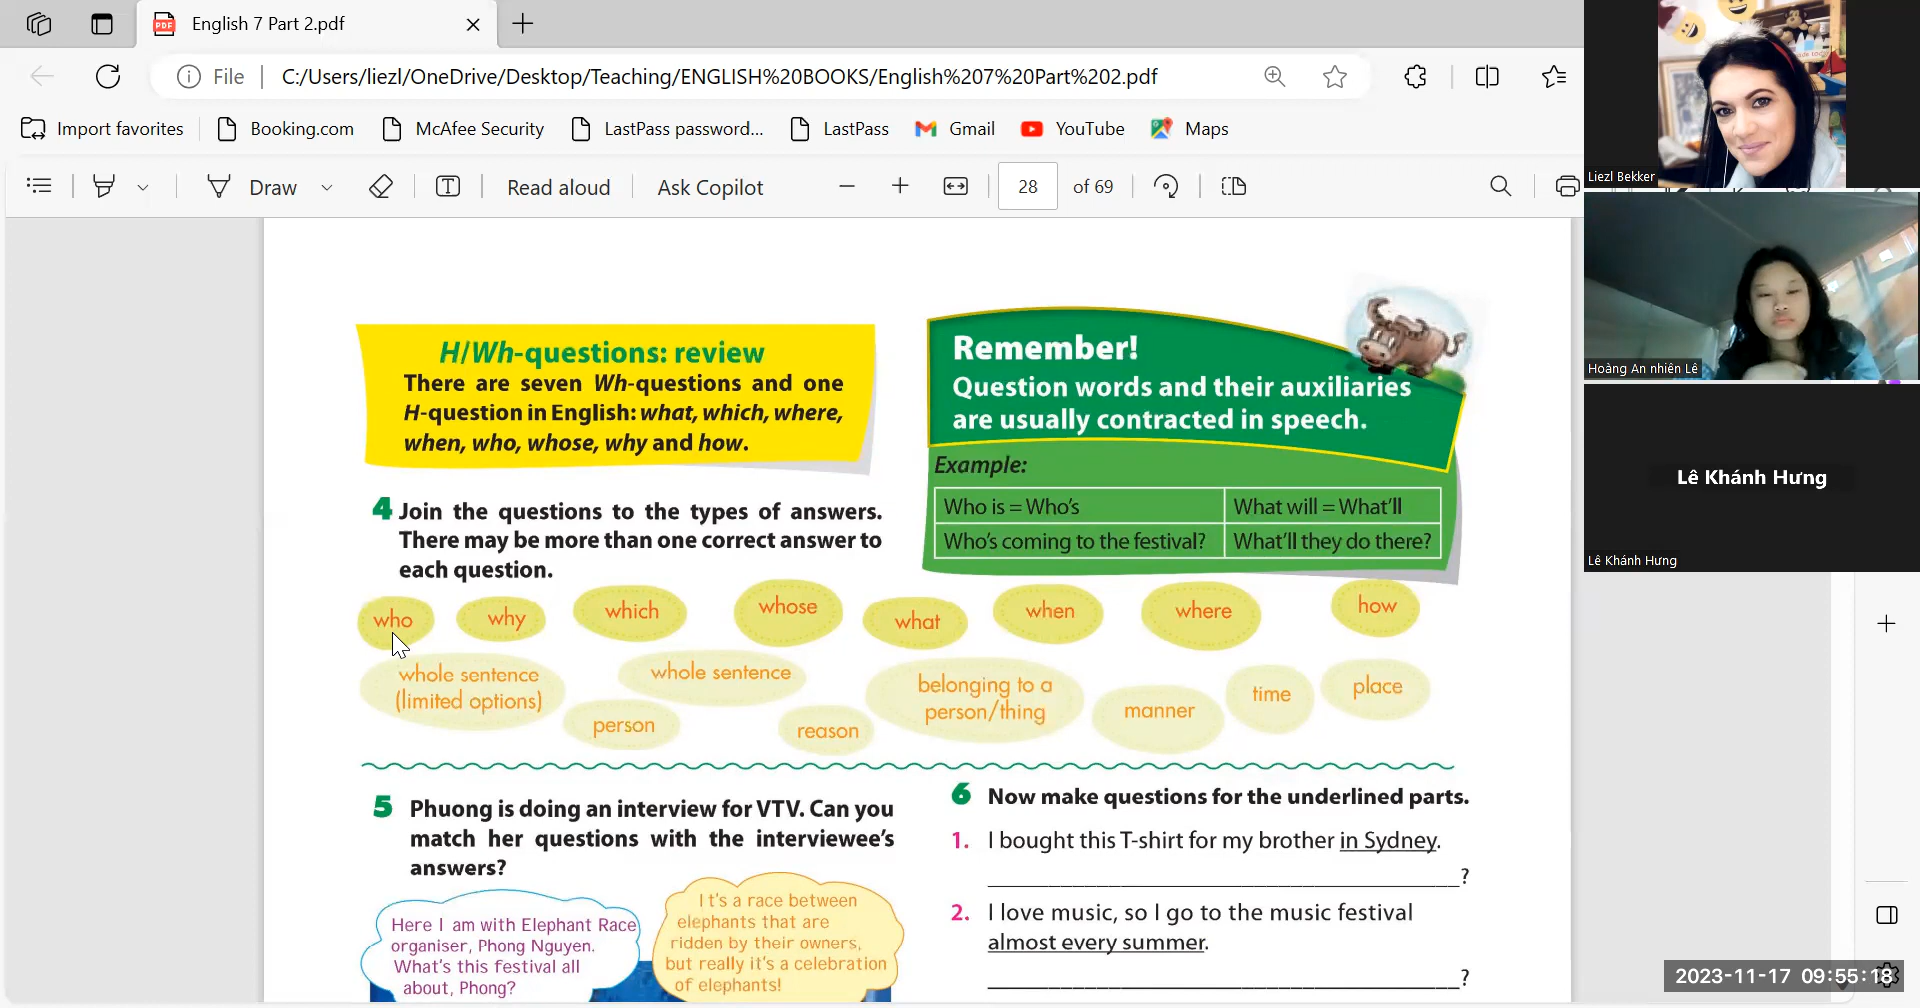 English 7 Part 2.pdf
File
C:/Users/liezl/OneDrive/Desktop/Teaching/ENGLISH%20BOOKS/English%207%20Part%202.pdf
Import favorites
Booking.com
McAfee Security
LastPass password...
LastPass
Gmail
YouTube
Maps
Draw
Read aloud
Ask Copilot
28
of 69
Liezl Bekker
Hoàng An nhiên Lê
Lê Khánh Hưng
Lê Khánh Hưng
H/Wh-questions: review
There are seven Wh-questions and one
H-question in English: what, which, where,
when, who, whose, why and how.
Remember!
Question words and their auxiliaries
are usually contracted in speech.
Example:
Who is = Who's
What will = What'll
Who's coming to the festival?
What'll they do there?
4 Join the questions to the types of answers.
There may be more than one correct answer to
each question.
who
why
which
whose
what
when
where
how
whole sentence
(limited options)
person
whole sentence
reason
belonging to a
person/thing
manner
time
place
5 Phuong is doing an interview for VTV. Can you
match her questions with the interviewee's
answers?
Here I am with Elephant Race
organiser, Phong Nguyen.
What's this festival all
about, Phong?
It's a race between
elephants that are
ridden by their owners,
but really it's a celebration
of elephants!
6 Now make questions for the underlined parts.
1. I bought this T-shirt for my brother in Sydney.
?
2. I love music, so I go to the music festival
almost every summer.
?
2023-11-17 09:55:18